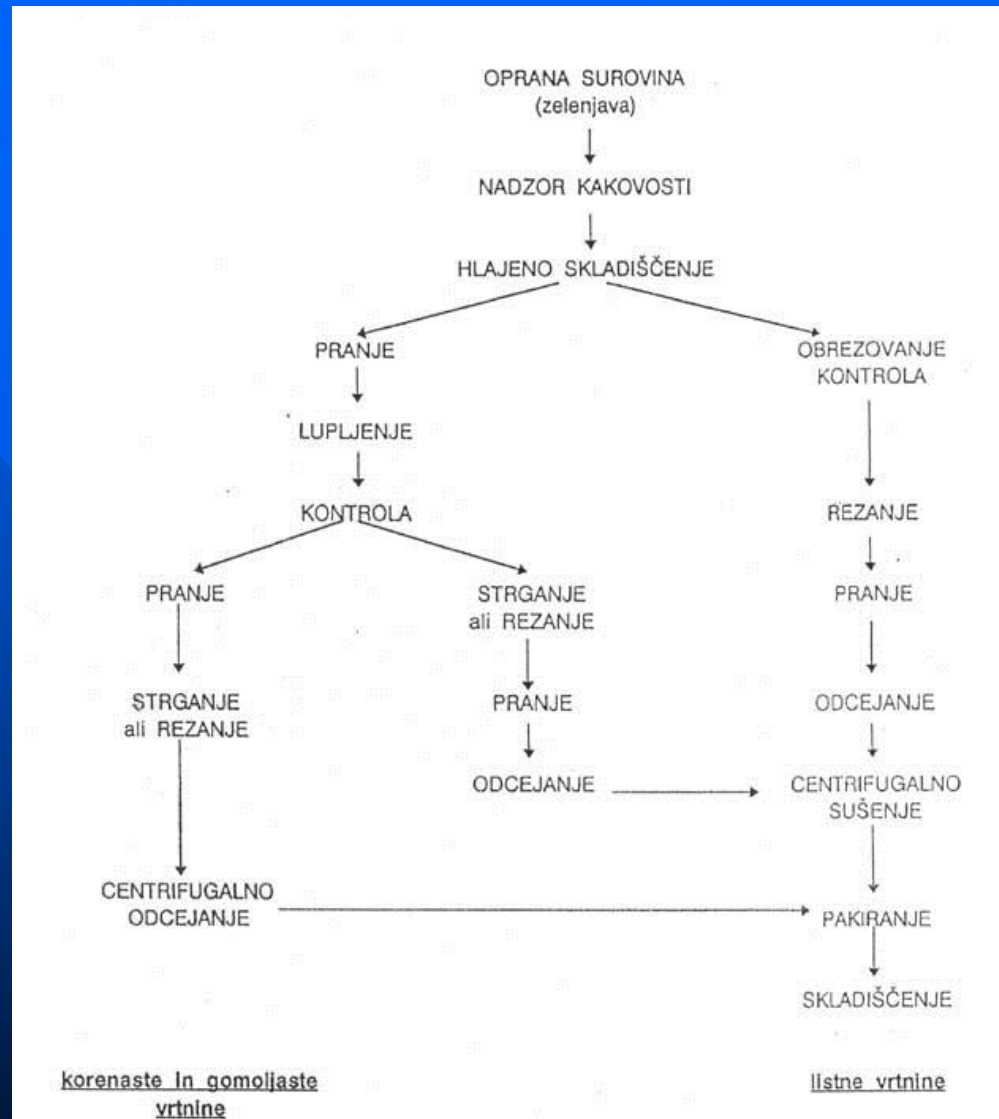 OPRANA SUROVINA
(zelenjava)
NADZOR KAKOVOSTI
HLAJENO SKLADIŠČENJE
PRANJE
OBREZOVANJE
KONTROLA
LUPLJENJE
KONTROLA
REZANJE
PRANJE
STRGANJE
ali REZANJE
PRANJE
STRGANJE
ali REZANJE
PRANJE
ODCEJANJE
ODCEJANJE
CENTRIFUGALNO
SUŠENJE
CENTRIFUGALNO
ODCEJANJE
PAKIRANJE
SKLADIŠČENJE
korenaste in gomoljaste
vrtnine
listne vrtnine